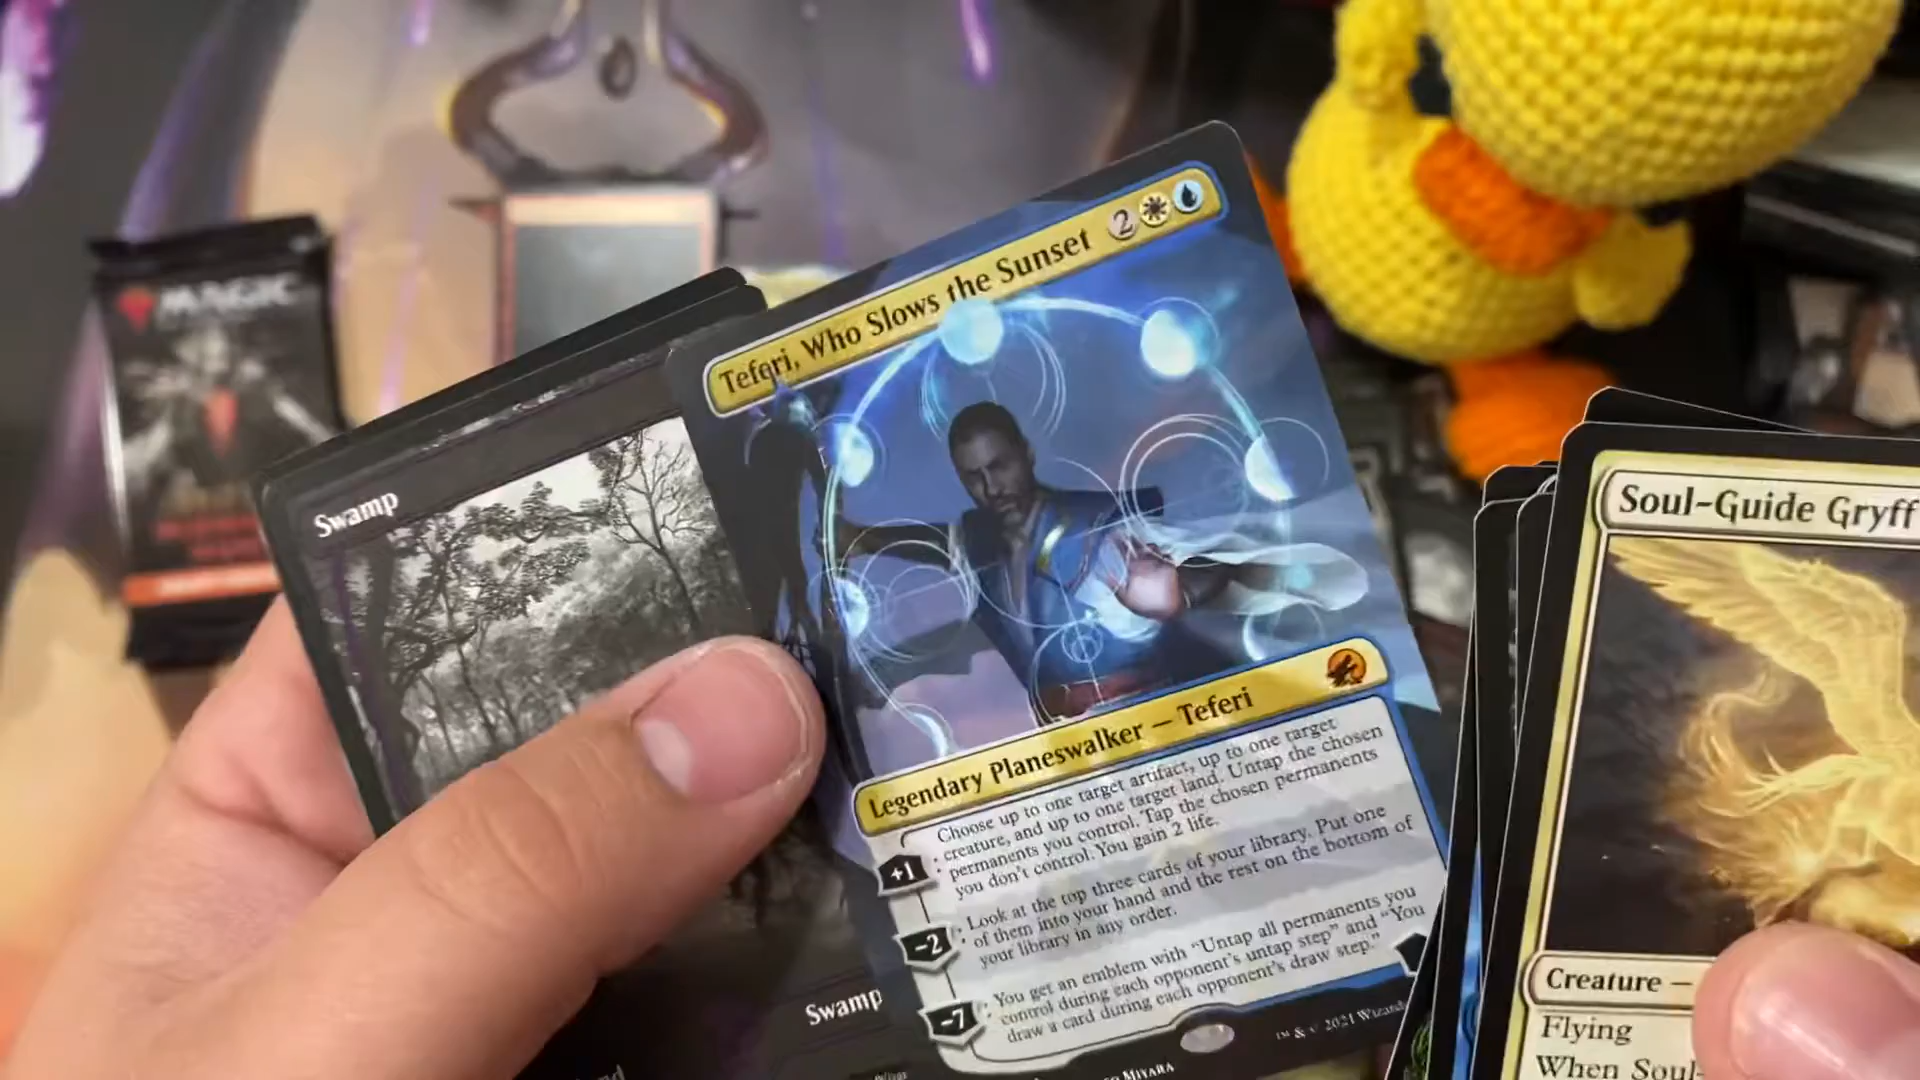 MAGIC
Swamp
Teferi, Who Slows the Sunset
2
Legendary Planeswalker — Teferi
+1
: Choose up to one target artifact, up to one target
creature, and up to one target land. Untap the chosen
permanents you control. Tap the chosen permanents
you don't control. You gain 2 life.
-2
: Look at the top three cards of your library. Put one
of them into your hand and the rest on the bottom of
your library in any order.
-7
: You get an emblem with "Untap all permanents you
control during each opponent's untap step" and "You
draw a card during each opponent's draw step."
™ & © 2021 Wizards
MIYARA
Swamp
Soul-Guide Gryff
Creature —
Flying
When Soul-